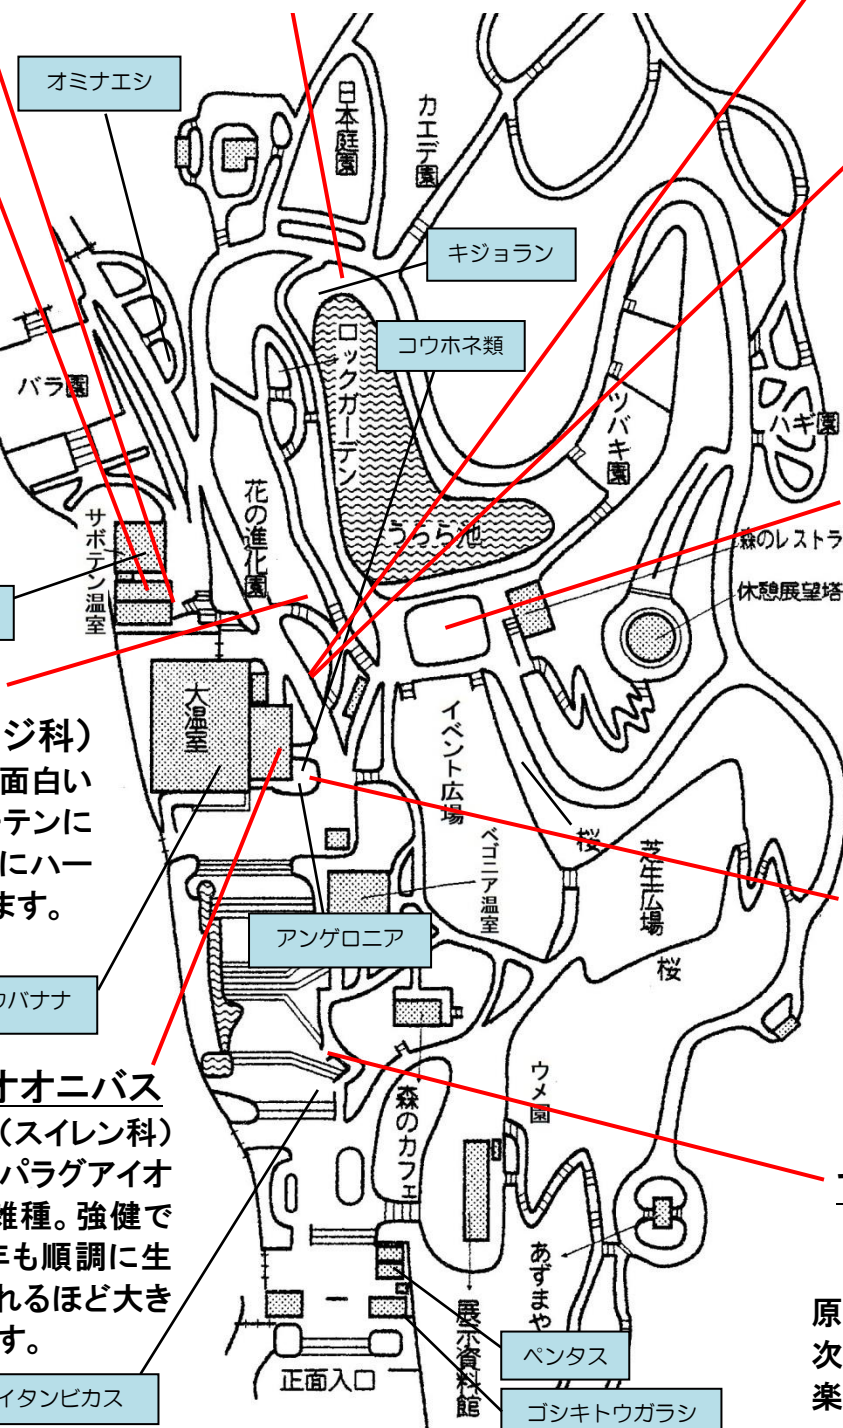 オミナエシ
日本庭園
カエデ園
キジョラン
コウホネ類
ロックガーデン
バラ園
ツバキ園
ハギ園
花の進化園
サボテン温室
うらら池
森のレストラ
休憩展望塔
大温室
ジ科）
面白い
テンに
にハー
ます。
イベント広場
ベゴニア温室
桜
芝生広場
アンゲロニア
桜
バナナ
オオニバス
（スイレン科）
パラグアイオ
雑種。強健で
年も順調に生
れるほど大き
す。
森のカフェ
ウメ園
あずまや
展示資料館
原
次
楽
ペンタス
正面入口
イタンビカス
ゴシキトウガラシ